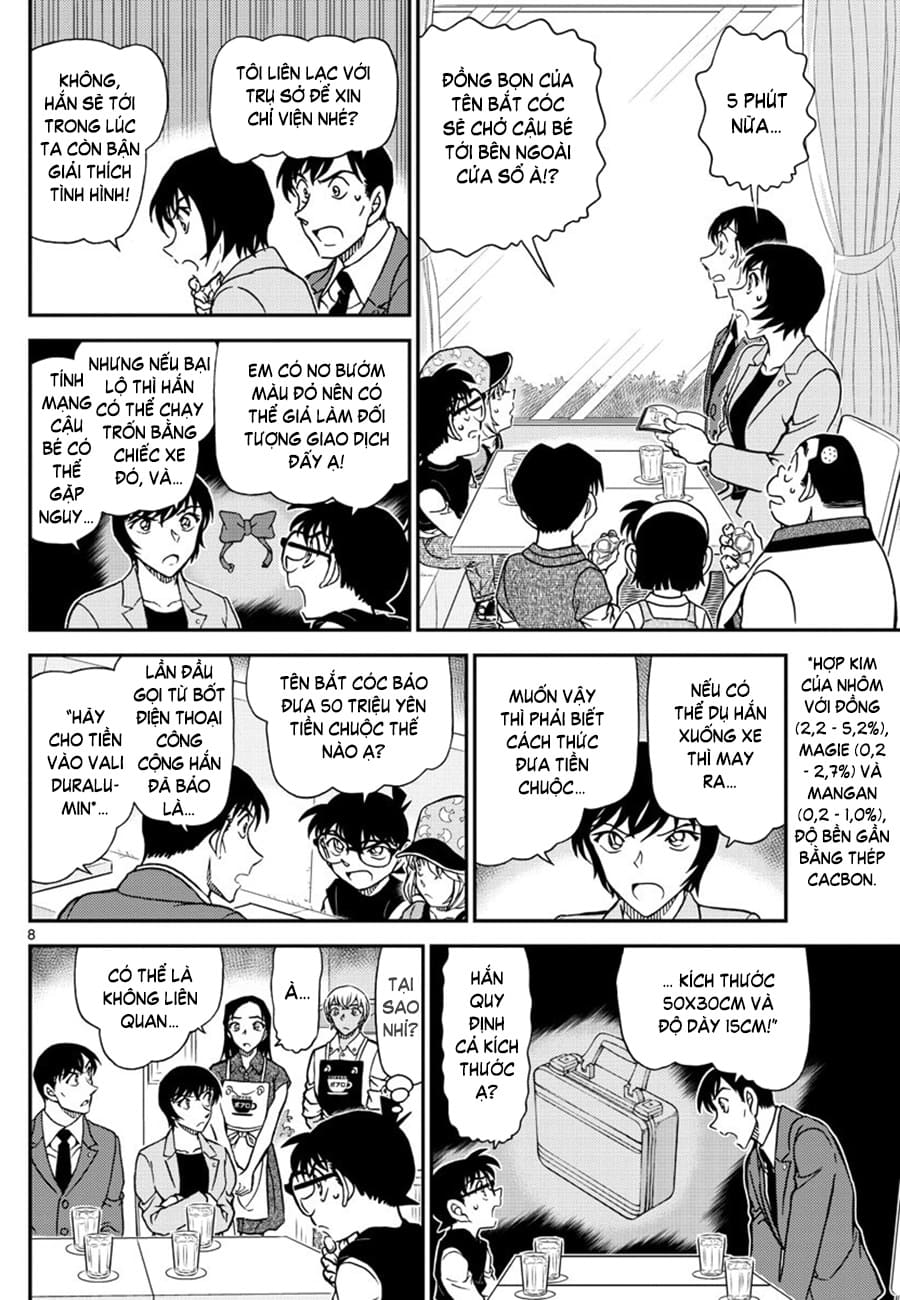 5 PHÚT
NỮA...
ĐỒNG BỌN CỦA
TÊN BẮT CÓC
SẼ CHỞ CẬU BÉ
TỚI BÊN NGOÀI
CỬA SỔ À!?
TÔI LIÊN LẠC VỚI
TRỤ SỞ ĐỂ XIN
CHỈ VIỆN NHÉ?
KHÔNG,
HẮN SẼ TỚI
TRONG LÚC
TA CÒN BẬN
GIẢI THÍCH
TÌNH HÌNH!
EM CÓ NƠ BƯỚM
MÀU ĐỎ NÊN CÓ
THỂ GIẢ LÀM ĐỐI
TƯỢNG GIAO DỊCH
ĐẤY Ạ!
NHƯNG NẾU BẠI
LỘ THÌ HẮN
CÓ THỂ CHẠY
TRỐN BẰNG
CHIẾC XE
ĐÓ, VÀ...
TÍNH
MẠNG
CẬU
BÉ CÓ
THỂ
GẶP
NGUY...
*HỢP KIM
CỦA NHÔM
VỚI ĐỒNG
(2,2 - 5,2%),
MAGIE (0,2
- 2,7%) VÀ
MANGAN
(0,2 - 1,0%),
ĐỘ BỀN GẦN
BẰNG THÉP
CACBON.
NẾU CÓ
THỂ DỤ HẮN
XUỐNG XE
THÌ MAY
RA...
MUỐN VẬY
THÌ PHẢI BIẾT
CÁCH THỨC
ĐƯA TIỀN
CHUỘC...
TÊN BẮT CÓC BẢO
ĐƯA 50 TRIỆU YÊN
TIỀN CHUỘC THẾ
NÀO Ạ?
LẦN ĐẦU
GỌI TỪ BỐT
ĐIỆN THOẠI
CÔNG
CỘNG HẮN
ĐÃ BẢO
LÀ...
"HÃY
CHO TIỀN
VÀO VALI
DURALU-
MIN*...
8
... KÍCH THƯỚC
50X30CM VÀ
ĐỘ DÀY 15CM!"
HẮN
QUY
ĐỊNH
CẢ KÍCH
THƯỚC
Ạ?
TẠI
SAO
NHỈ?
À...
CÓ THỂ LÀ
KHÔNG LIÊN
QUAN...